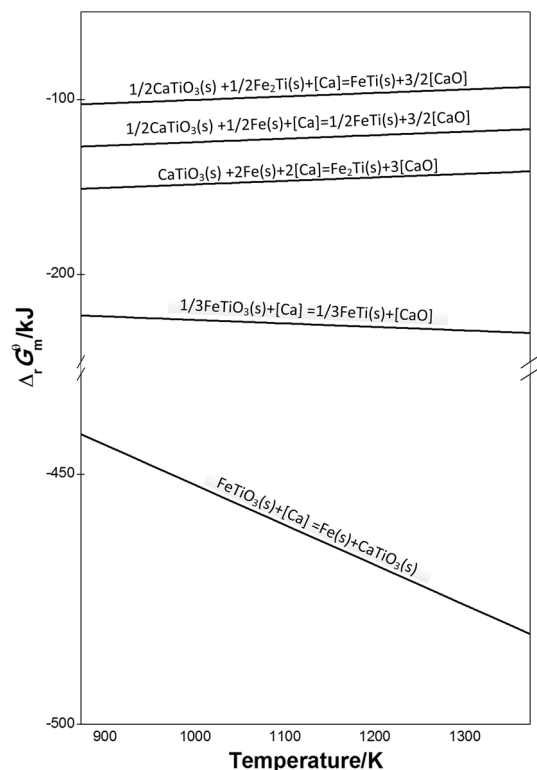 1/2CaTiO₃(s) +1/2Fe₂Ti(s)+[Ca]=FeTi(s)+3/2[CaO]
-100
1/2CaTiO₃(s) +1/2Fe(s)+[Ca]=1/2FeTi(s)+3/2[CaO]
CaTiO₃(s) +2Fe(s)+2[Ca]=Fe₂Ti(s)+3[CaO]
-200
1/3FeTiO₃(s)+[Ca] =1/3FeTi(s)+[CaO]
ΔᵣGₘ^θ/kJ
-450
FeTiO₃(s)+[Ca] =Fe(s)+CaTiO₃(s)
-500
900 1000 1100 1200 1300
Temperature/K